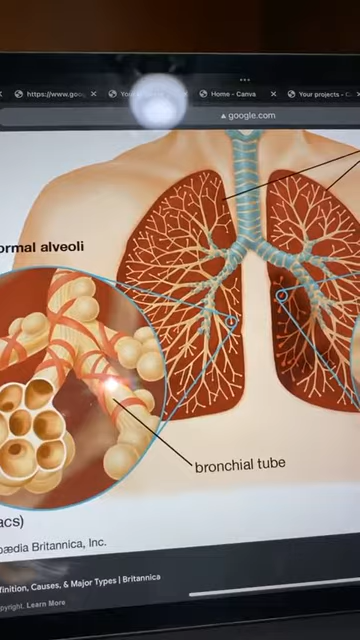 https://www.goo
Home - Canva
Your projects - C
google.com
ormal alveoli
bronchial tube
acs)
pædia Britannica, Inc.
finition, Causes, & Major Types | Britannica
pyright. Learn More